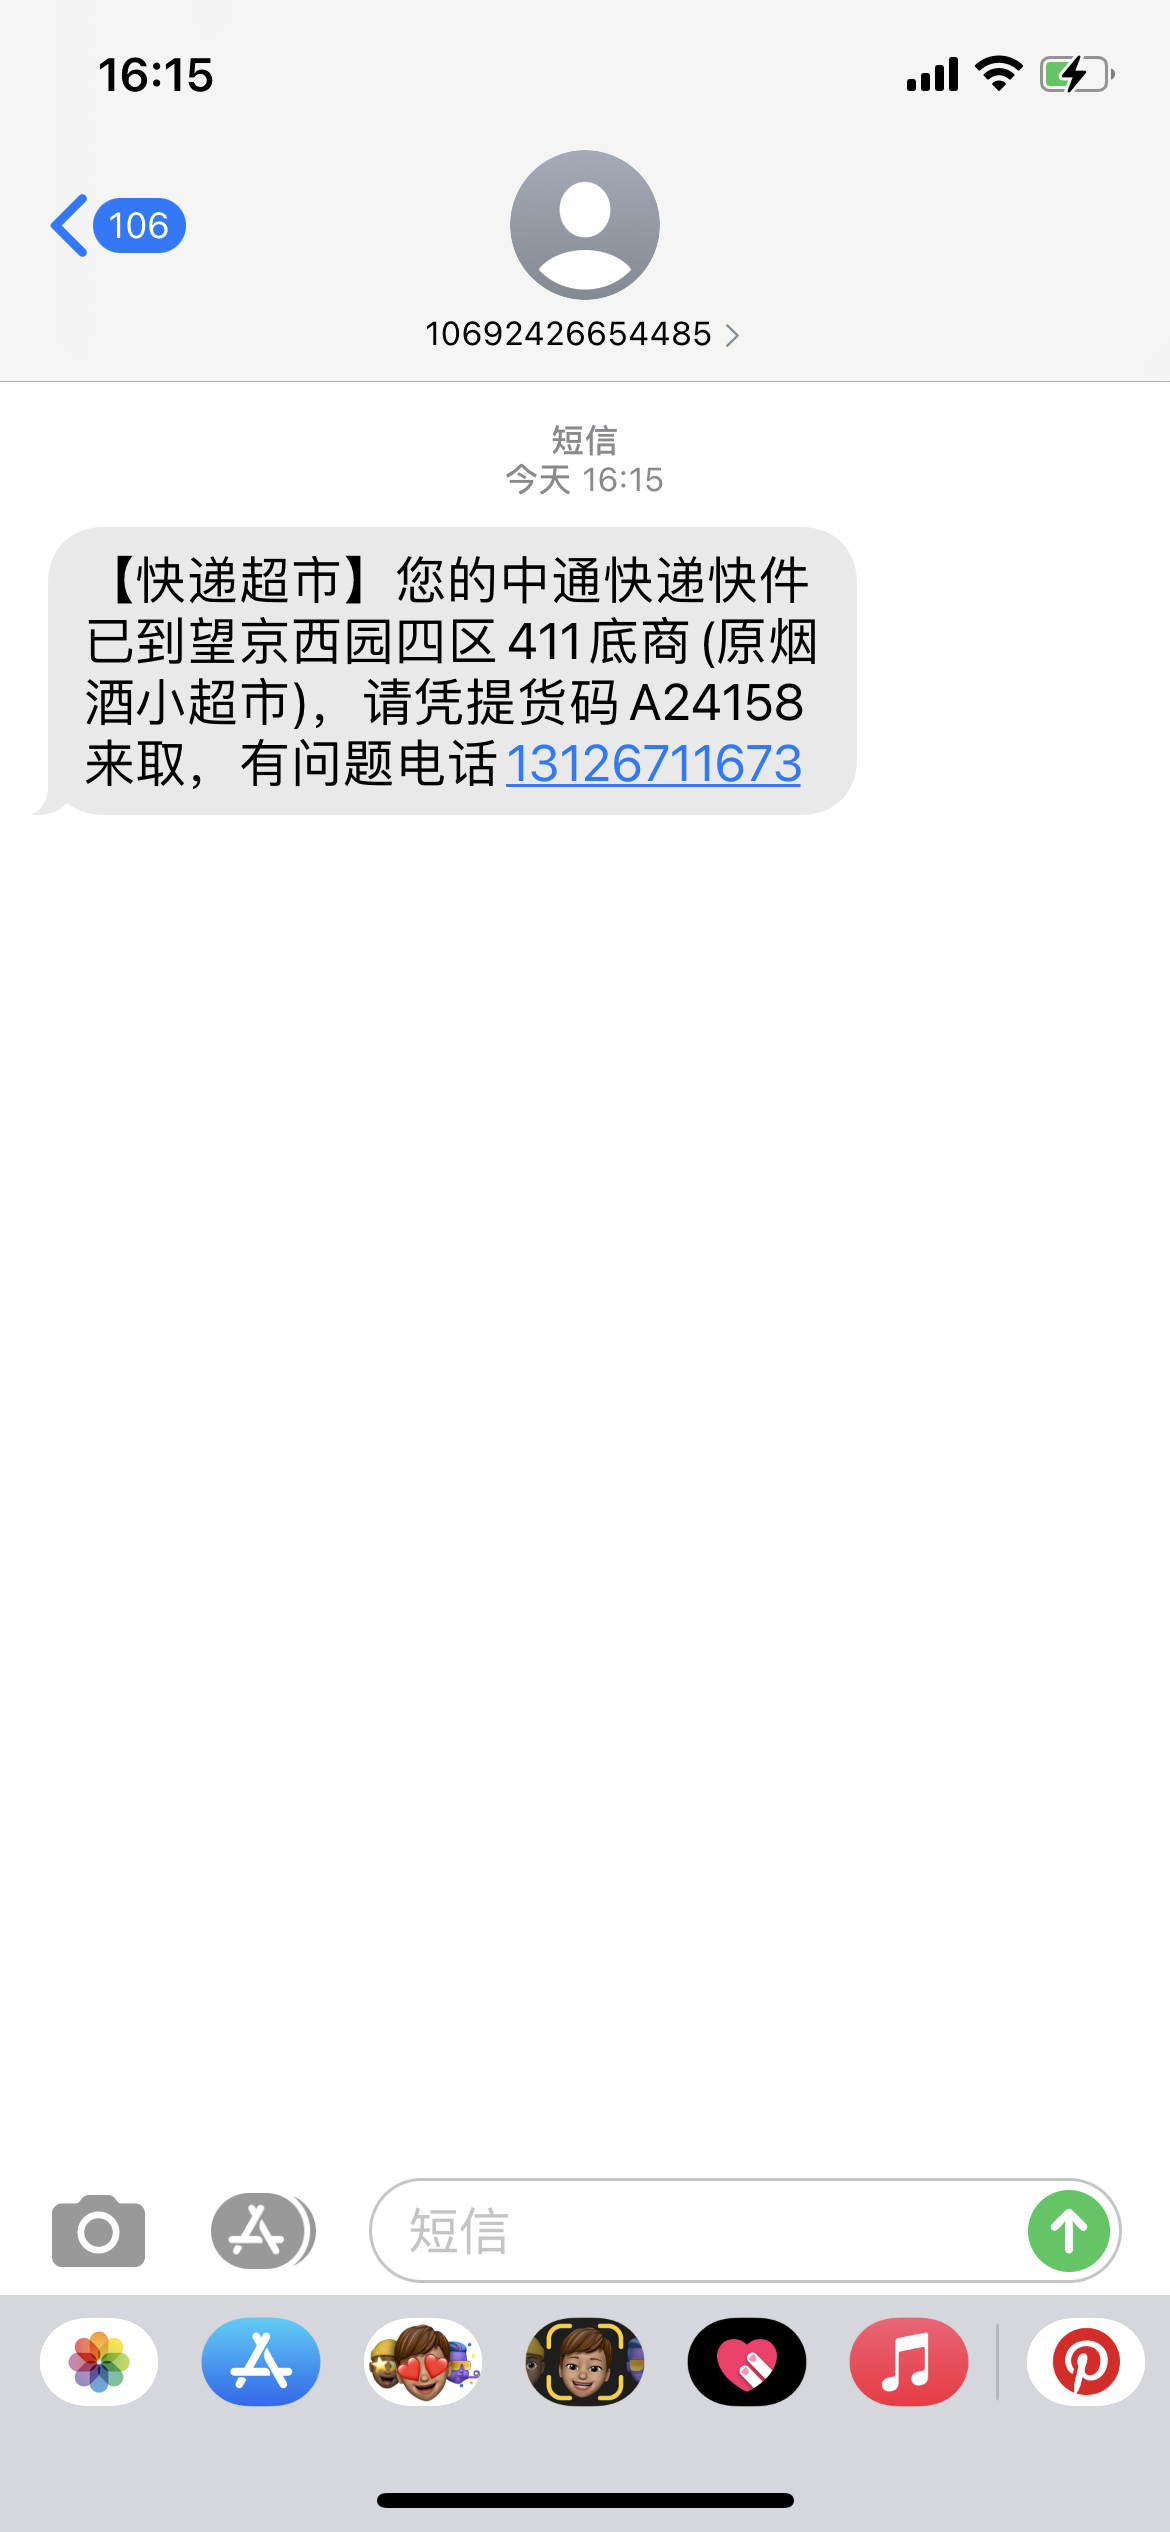 16:15
106
10692426654485
短信
今天 16:15
【快递超市】您的中通快递快件
已到望京西园四区411底商(原烟
酒小超市)，请凭提货码A24158
来取，有问题电话13126711673
短信